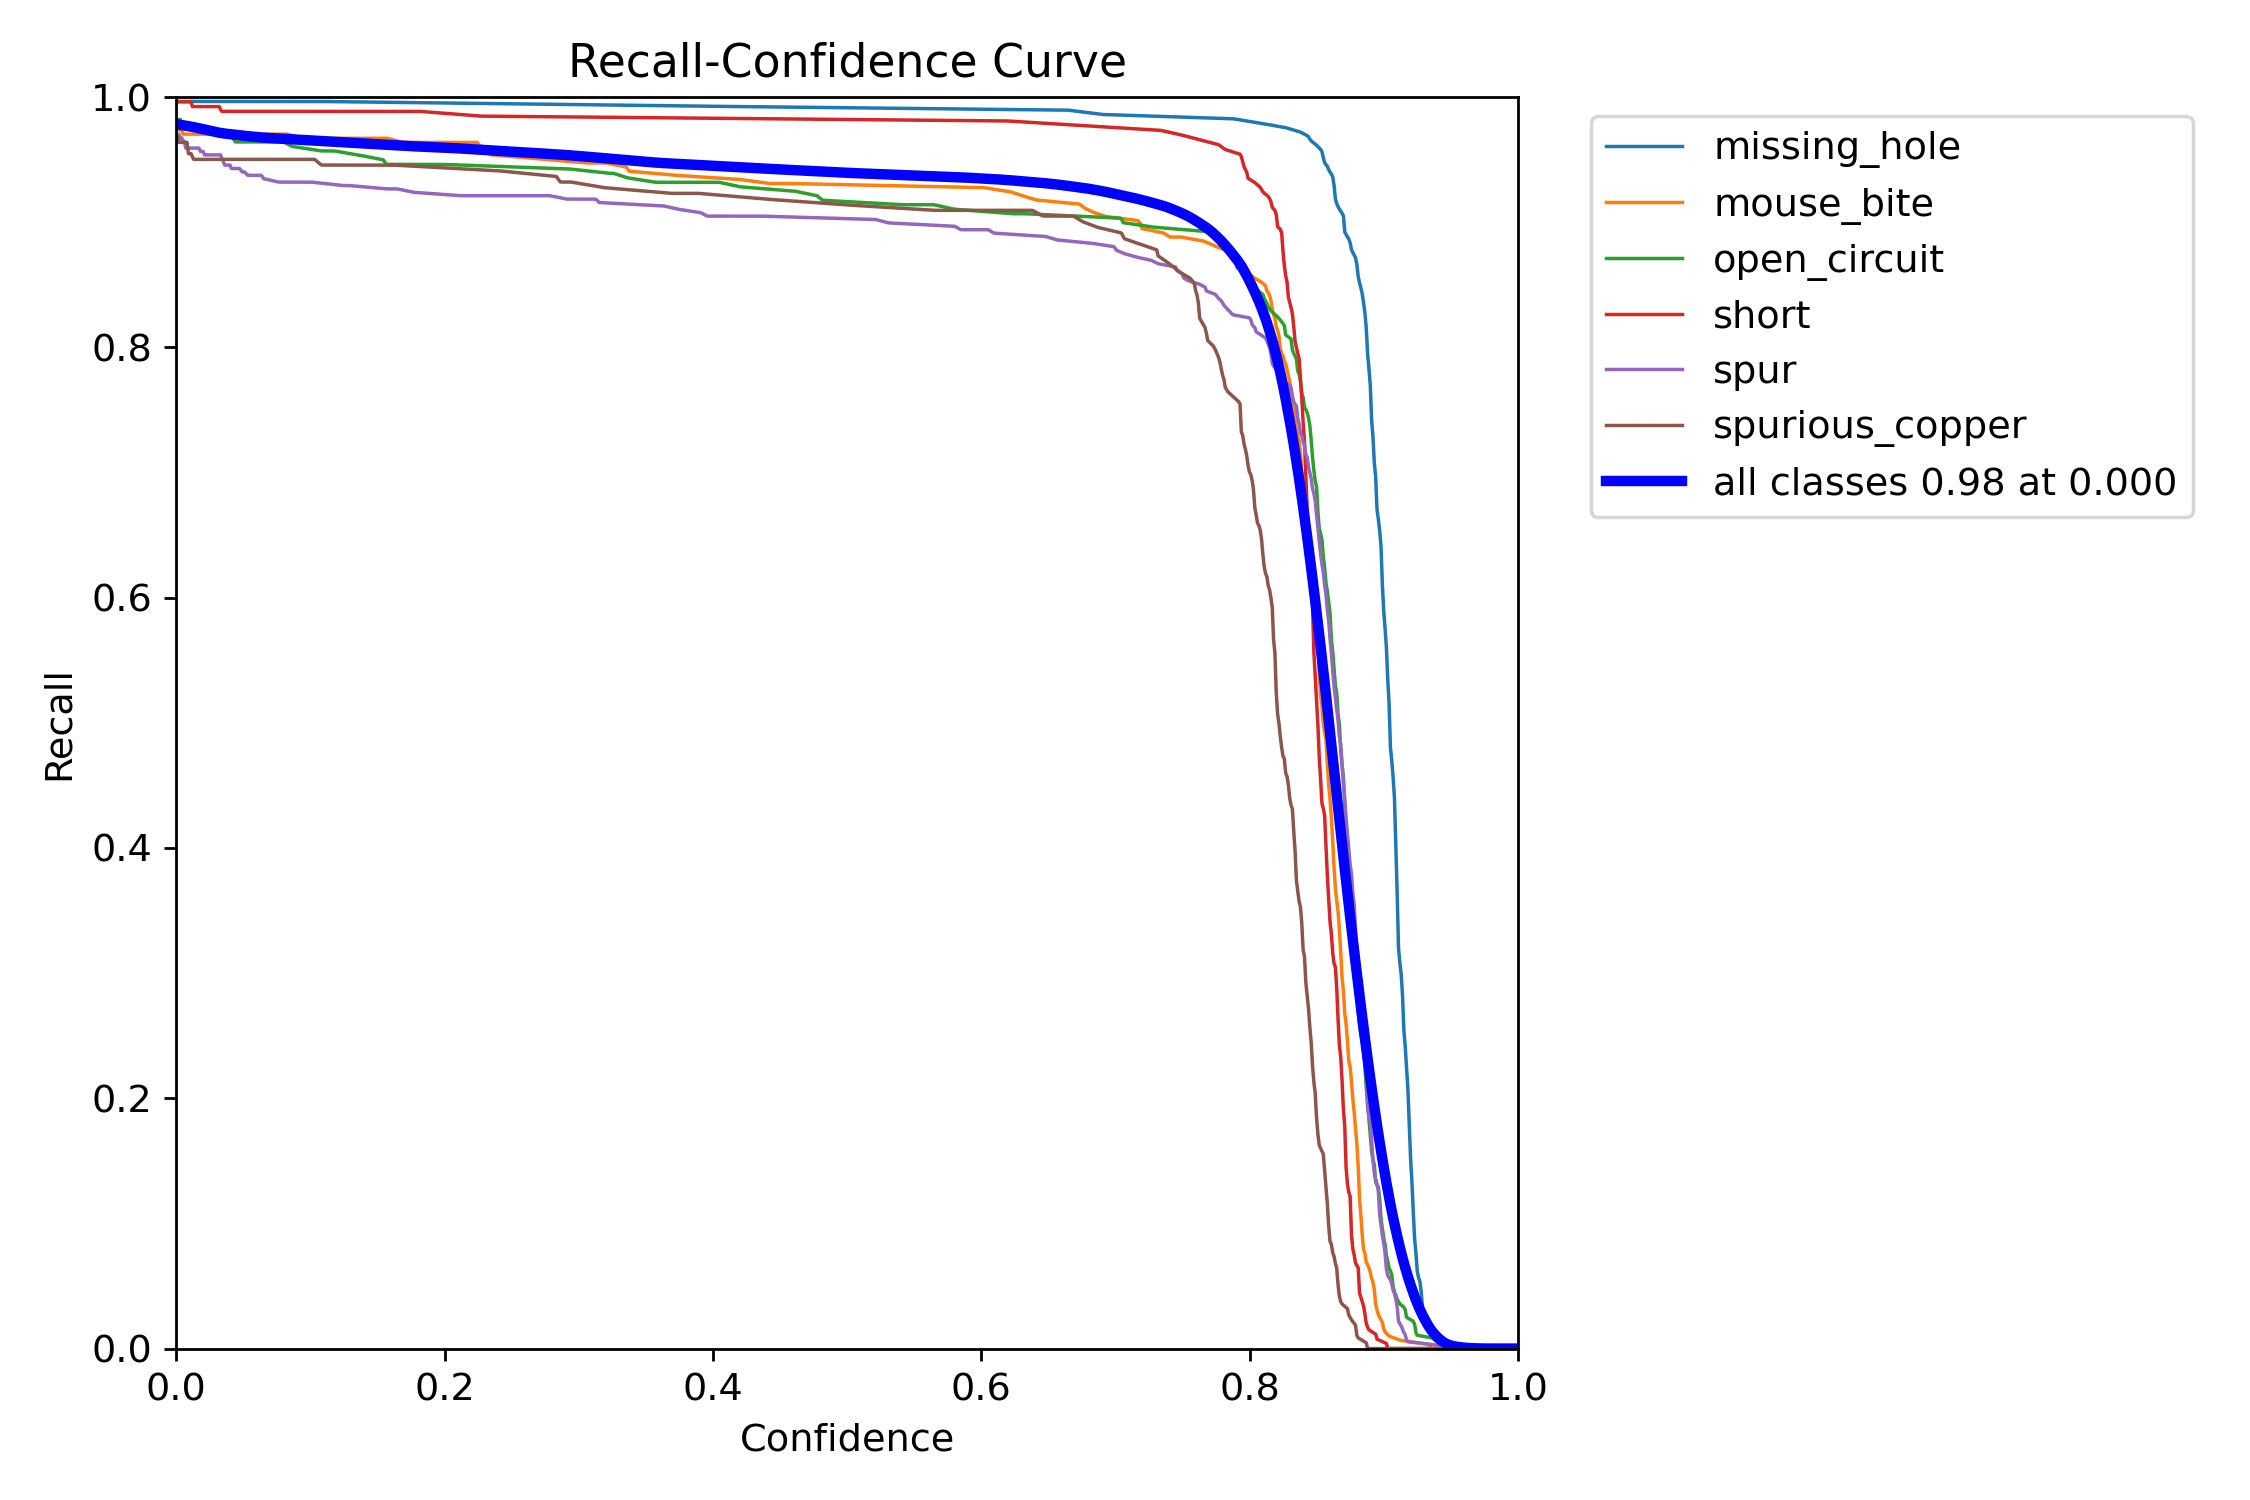 Recall-Confidence Curve
1.0
0.8
0.6
0.4
0.2
0.0
Recall
0.0 0.2 0.4 0.6 0.8 1.0
Confidence
missing_hole
mouse_bite
open_circuit
short
spur
spurious_copper
all classes 0.98 at 0.000